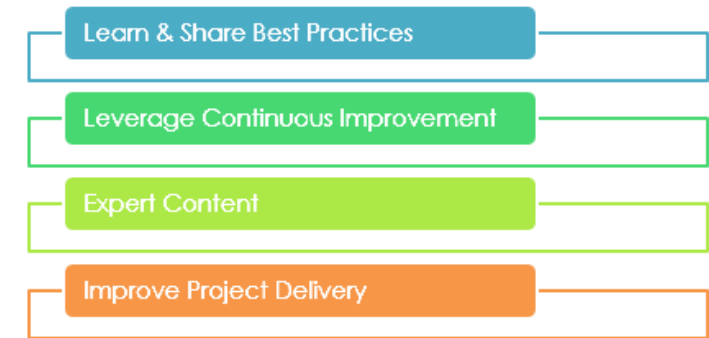 Learn & Share Best Practices
Leverage Continuous Improvement
Expert Content
Improve Project Delivery